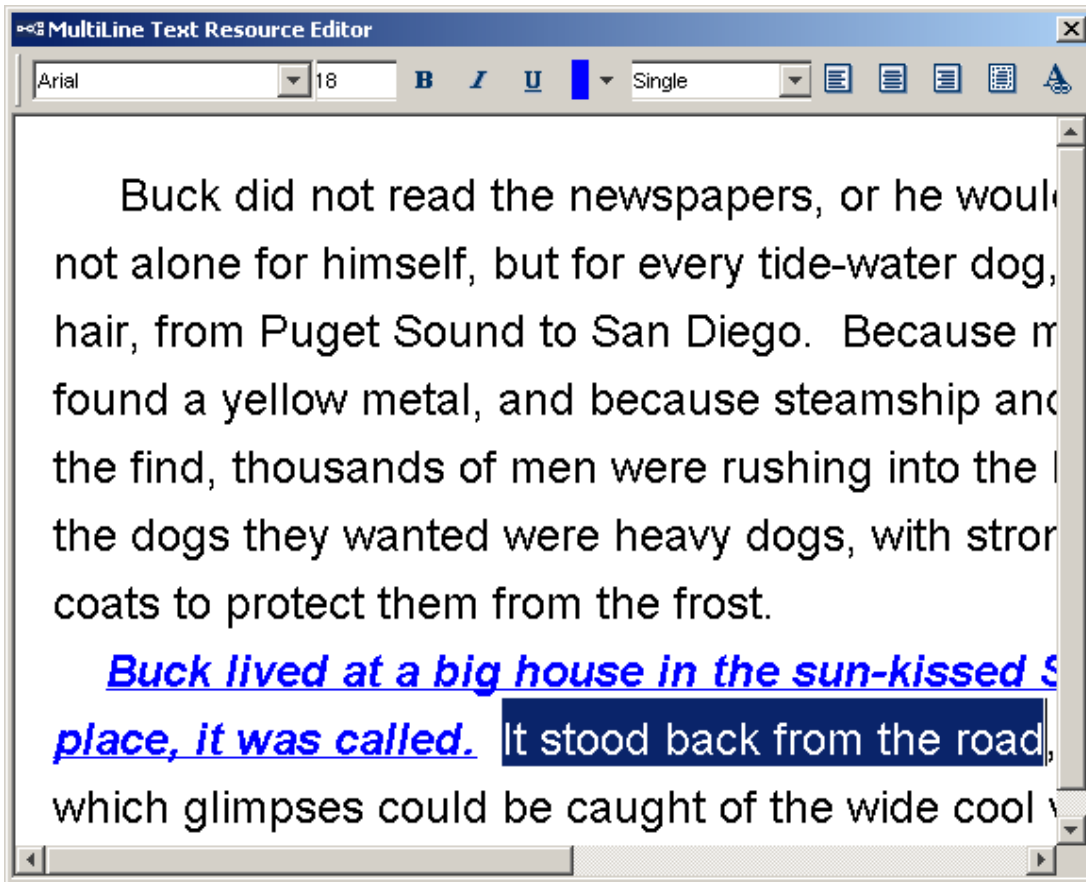 MultiLine Text Resource Editor
Arial 18 B I U Single A
Buck did not read the newspapers, or he
not alone for himself, but for every tide-water dog,
hair, from Puget Sound to San Diego.  Because
found a yellow metal, and because steamship
the find, thousands of men were rushing into the
the dogs they wanted were heavy dogs, with
coats to protect them from the frost.
Buck lived at a big house in the sun-kissed
place, it was called.  It stood back from the road,
which glimpses could be caught of the wide cool